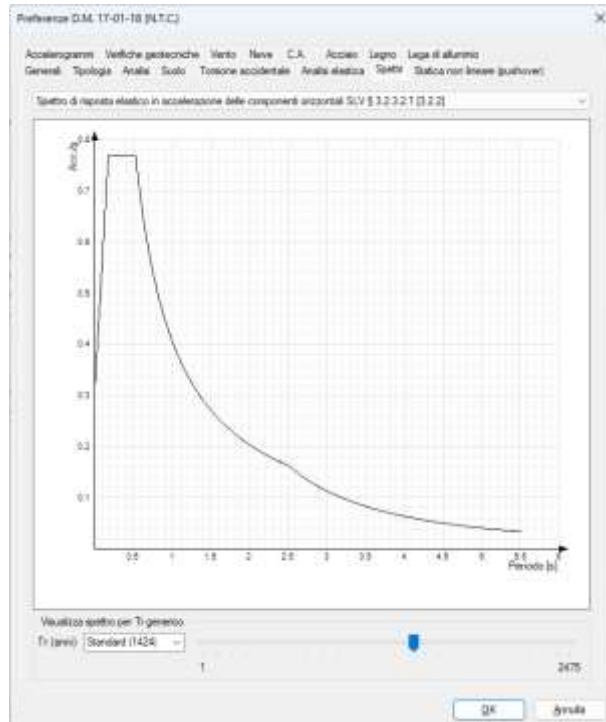 Preferenze D.M. 17-01-18 (N.T.C.)
Accelerogrammi Verifiche geotecniche Vento Neve C.A. Acciaio Legno Lega di alluminio
Generali Tipologia Analisi Suolo Torsione accidentale Analisi elastica Spettri Statica non lineare (pushover)
Spettro di risposta elastico in accelerazione delle componenti orizzontali SLV § 3.2.3.2.1 [3.2.2]
Acc./g
0.8
0.7
0.6
0.5
0.4
0.3
0.2
0.1
0.5 1 1.5 2 2.5 3 3.5 4 4.5 5 5.5 6
Periodo [s]
Visualizza spettro per Tr generico
Tr (anni) Standard (1424)
1 2475
OK Annulla